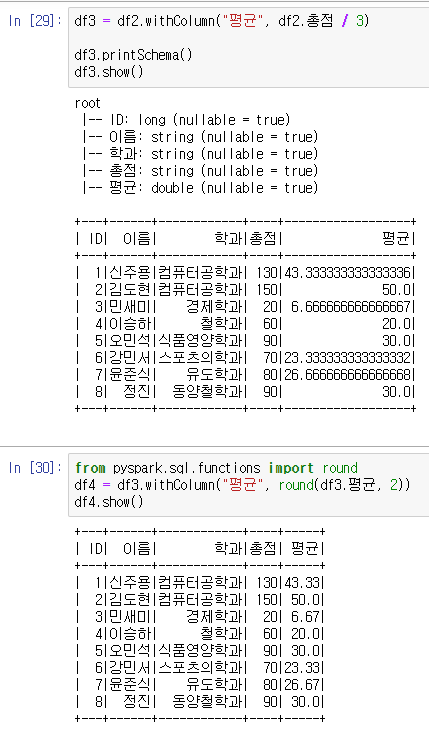 In [29]: df3 = df2.withColumn("평균", df2.총점 / 3)
df3.printSchema()
df3.show()
root
|-- ID: long (nullable = true)
|-- 이름: string (nullable = true)
|-- 학과: string (nullable = true)
|-- 총점: string (nullable = true)
|-- 평균: double (nullable = true)
+---+------+------------+----+------------------+
| ID|  이름|        학과|총점|              평균|
+---+------+------------+----+------------------+
|  1|신주용|컴퓨터공학과| 130|43.333333333333336|
|  2|김도현|컴퓨터공학과| 150|              50.0|
|  3|민새미|    경제학과|  20| 6.666666666666667|
|  4|이승하|      철학과|  60|              20.0|
|  5|오민석|식품영양학과|  90|              30.0|
|  6|강민서|스포츠의학과|  70|23.333333333333332|
|  7|윤준식|      유도학과|  80|26.666666666666668|
|  8|  정진|  동양철학과|  90|              30.0|
+---+------+------------+----+------------------+
In [30]: from pyspark.sql.functions import round
df4 = df3.withColumn("평균", round(df3.평균, 2))
df4.show()
+---+------+------------+----+-----+
| ID|  이름|        학과|총점| 평균|
+---+------+------------+----+-----+
|  1|신주용|컴퓨터공학과| 130|43.33|
|  2|김도현|컴퓨터공학과| 150| 50.0|
|  3|민새미|    경제학과|  20| 6.67|
|  4|이승하|      철학과|  60| 20.0|
|  5|오민석|식품영양학과|  90| 30.0|
|  6|강민서|스포츠의학과|  70|23.33|
|  7|윤준식|      유도학과|  80|26.67|
|  8|  정진|  동양철학과|  90| 30.0|
+---+------+------------+----+-----+